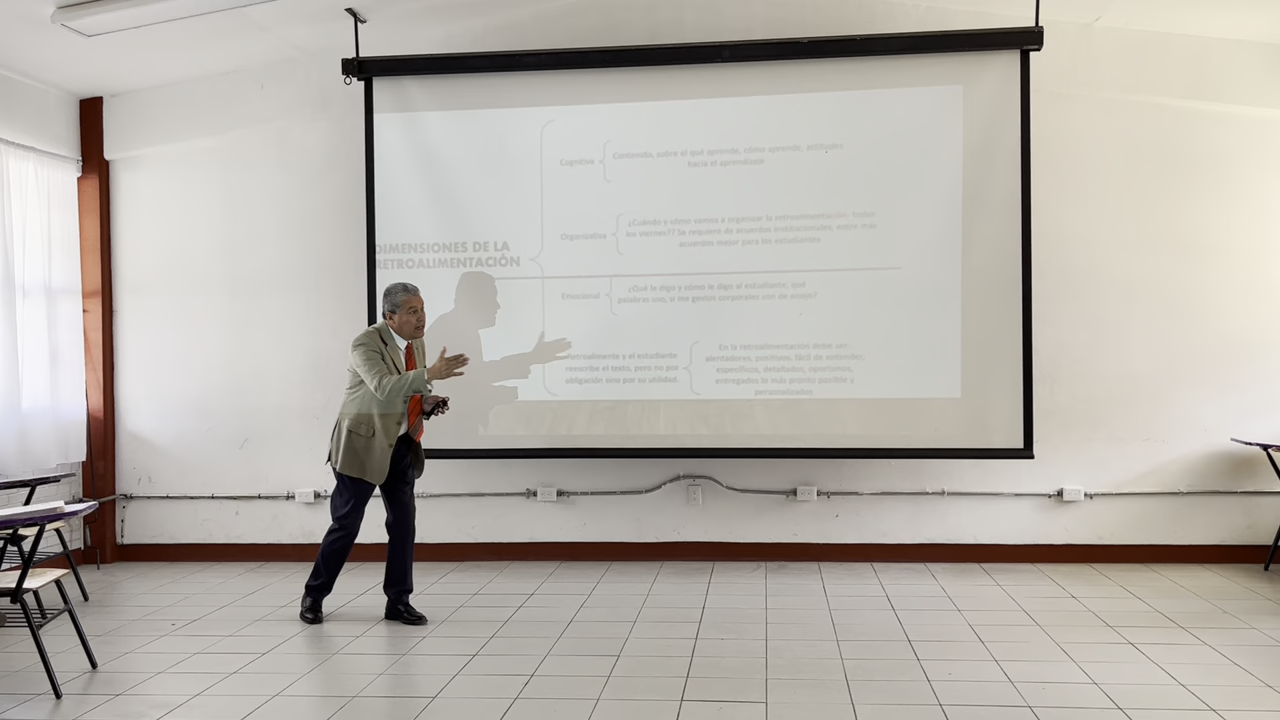 DIMENSIONES DE LA
RETROALIMENTACIÓN
Cognitiva
Contenido, sobre el qué aprende, cómo aprende, actitudes
hacia el aprendizaje
Organizativa
¿Cuándo y cómo vamos a organizar la retroalimentación- todos
los viernes?? Se requiere de acuerdos institucionales, entre más
acuerdos mejor para los estudiantes
Emocional
¿Qué le digo y cómo le digo al estudiante, qué
palabras uso, si me gestos corporales son de enojo?
Retroalimento y el estudiante
reescribe el texto, pero no por
obligación sino por su utilidad.
En la retroalimentación debe ser:
alentadores, positivos, fácil de entender,
específicos, detallados, oportunos,
entregados lo más pronto posible y
personalizados